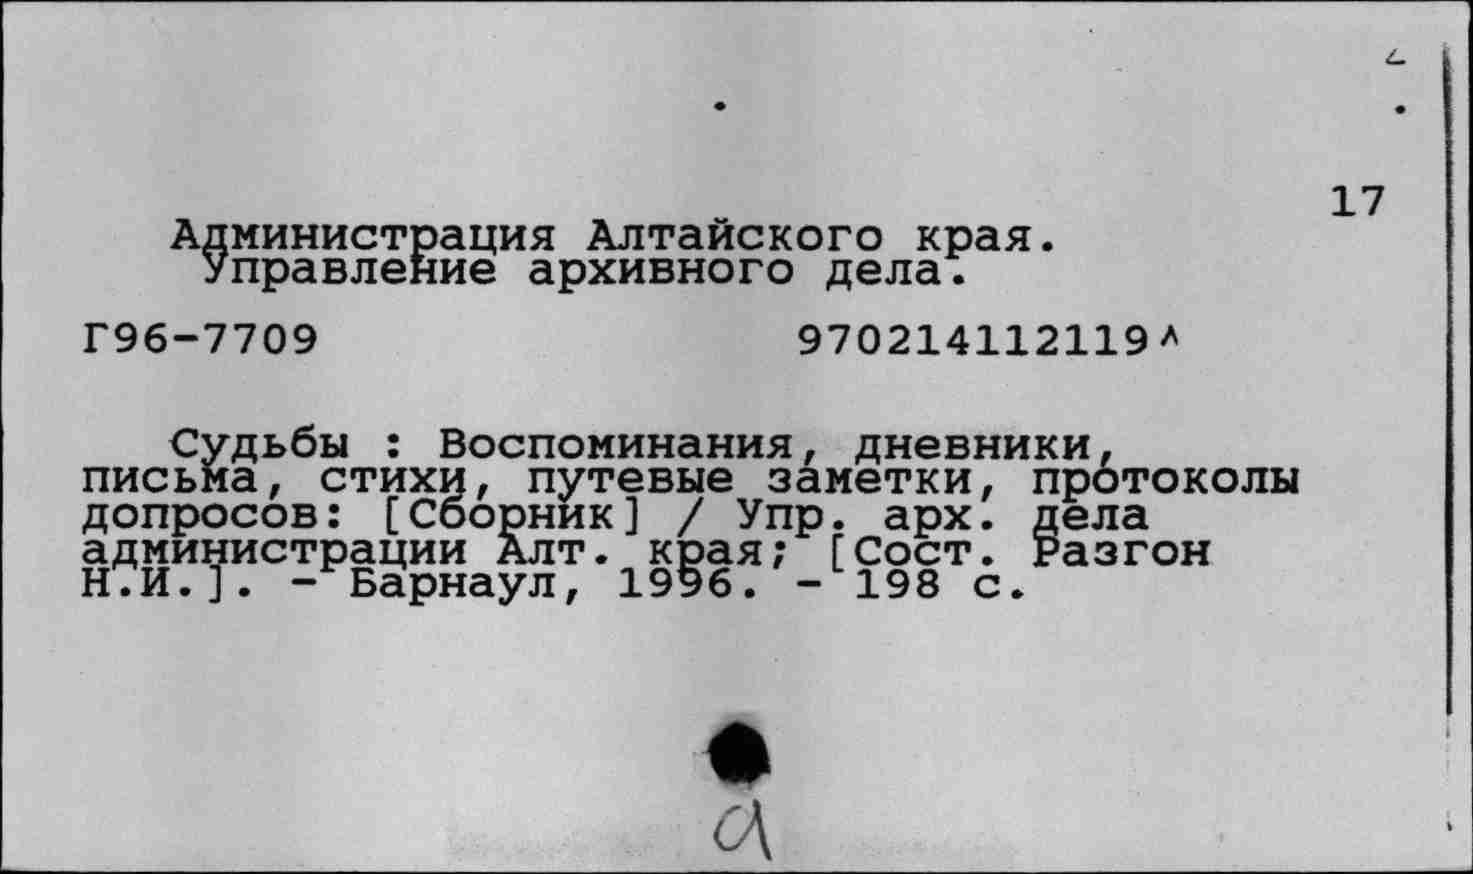 17
Администрация Алтайского края.
Управление архивного дела.
Г96-7709 970214112119л
Судьбы : Воспоминания, дневники,
письма, стихи, путевые заметки, протоколы
допросов: [Сборник] / Упр. арх. дела
администрации Алт. края; [Сост. Разгон
Н.И.]. - Барнаул, 1996. - 198 с.